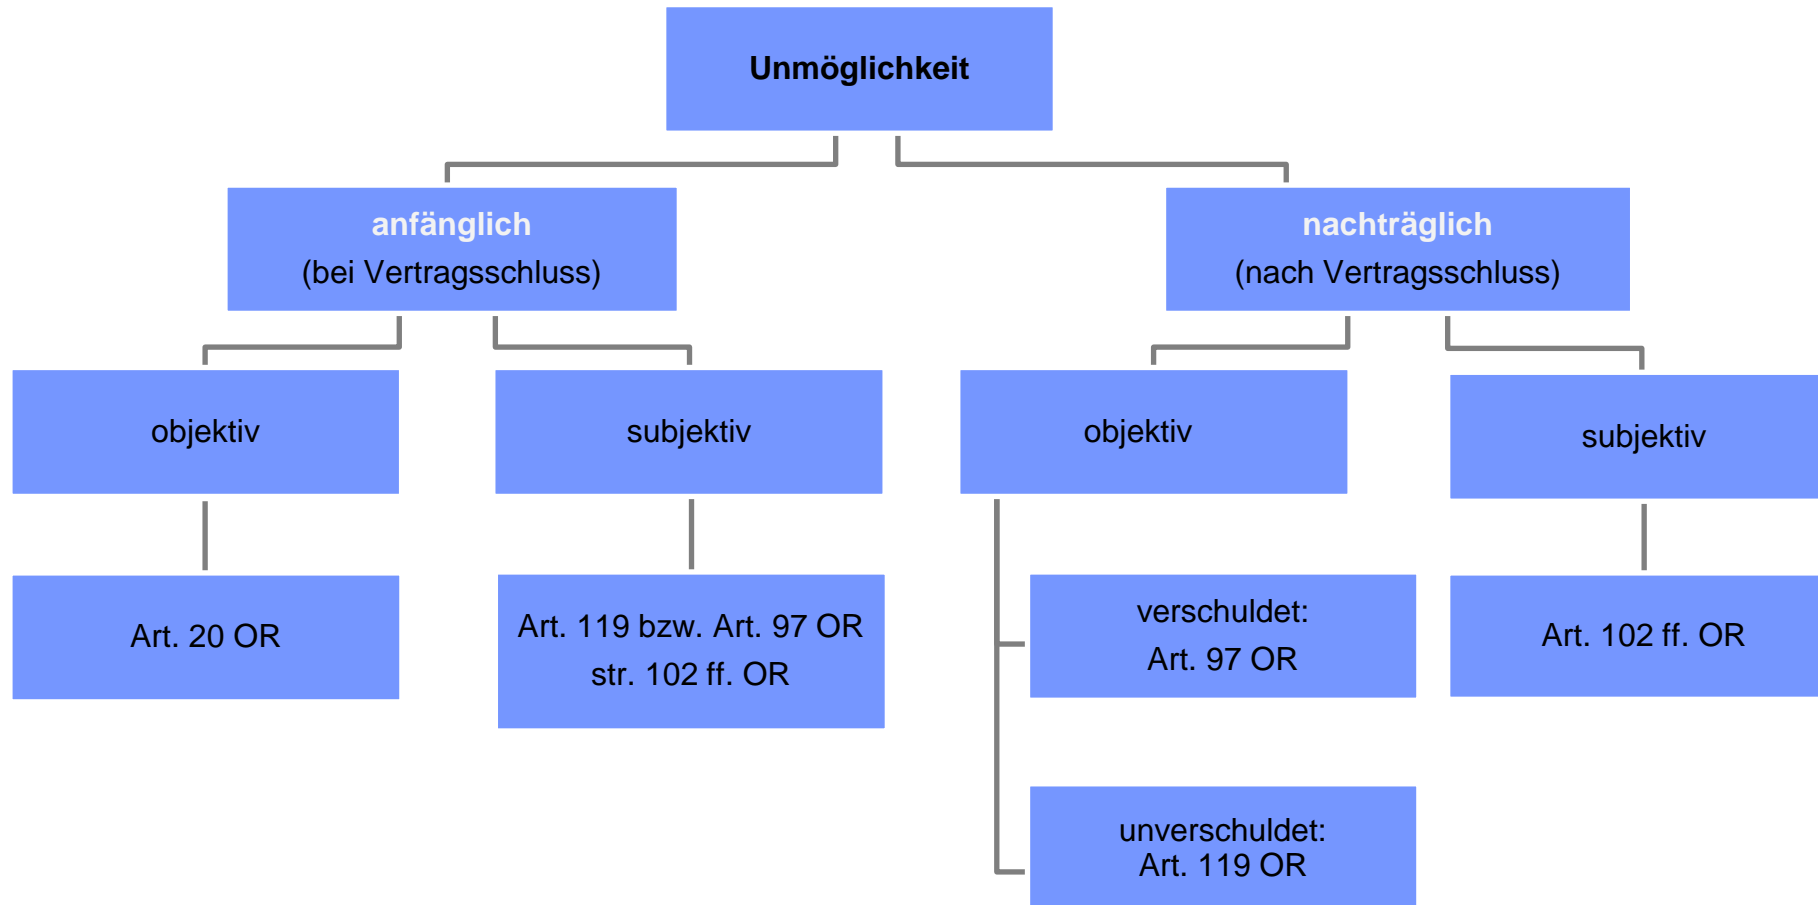 Unmöglichkeit
anfänglich
(bei Vertragsschluss)
nachträglich
(nach Vertragsschluss)
objektiv
subjektiv
objektiv
subjektiv
Art. 20 OR
Art. 119 bzw. Art. 97 OR
str. 102 ff. OR
verschuldet:
Art. 97 OR
Art. 102 ff. OR
unverschuldet:
Art. 119 OR